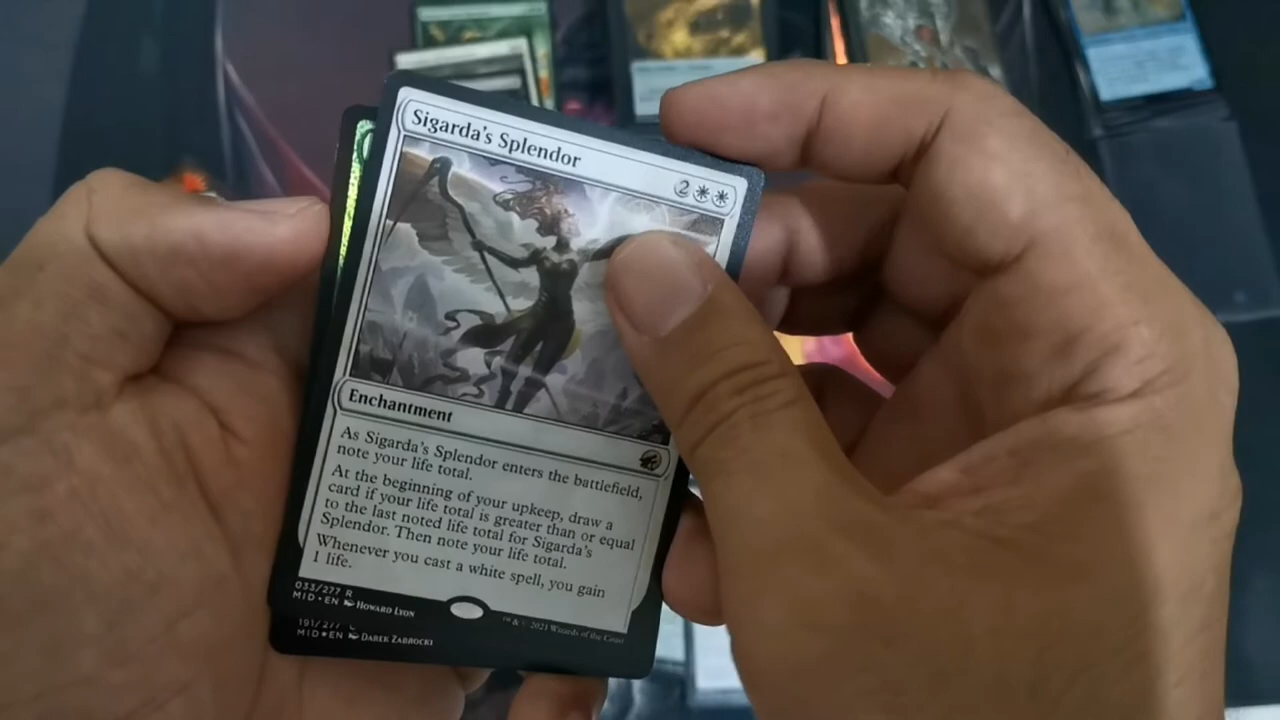 Sigarda's Splendor
2
Enchantment
As Sigarda's Splendor enters the battlefield,
note your life total.
At the beginning of your upkeep, draw a
card if your life total is greater than or equal
to the last noted life total for Sigarda's
Splendor. Then note your life total.
Whenever you cast a white spell, you gain
1 life.
033/277 R
MID • EN Howard Lyon
™ & © 2021 Wizards of the Coast
191/277 C
MID ★ EN Darek Zabrocki